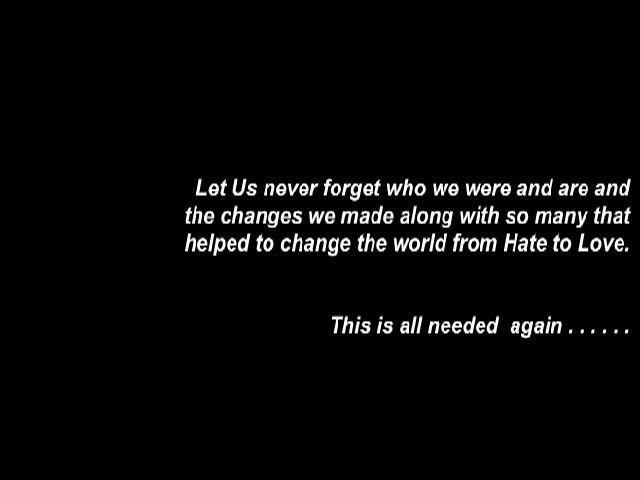 Let Us never forget who we were and are and
the changes we made along with so many that
helped to change the world from Hate to Love.
This is all needed  again . . . . . .